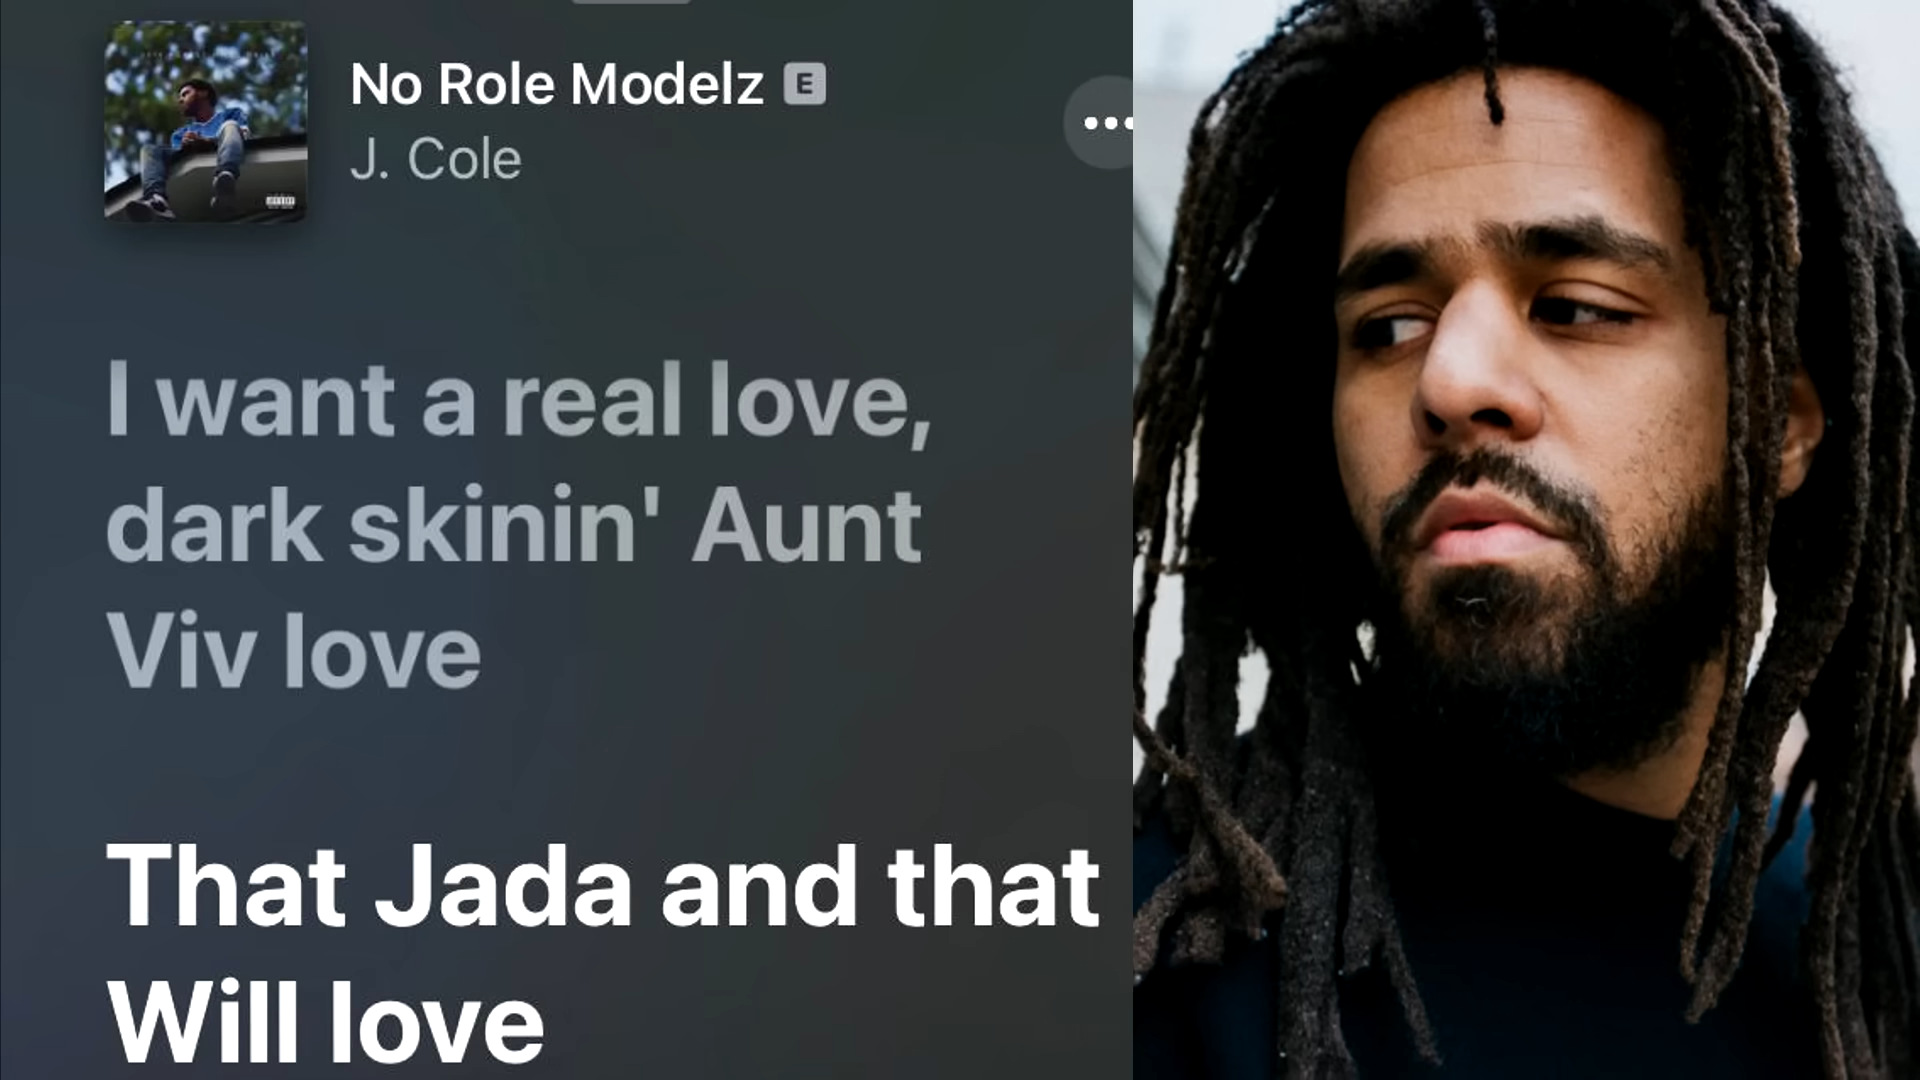 No Role Modelz E
J. Cole
I want a real love,
dark skinin' Aunt
Viv love
That Jada and that
Will love